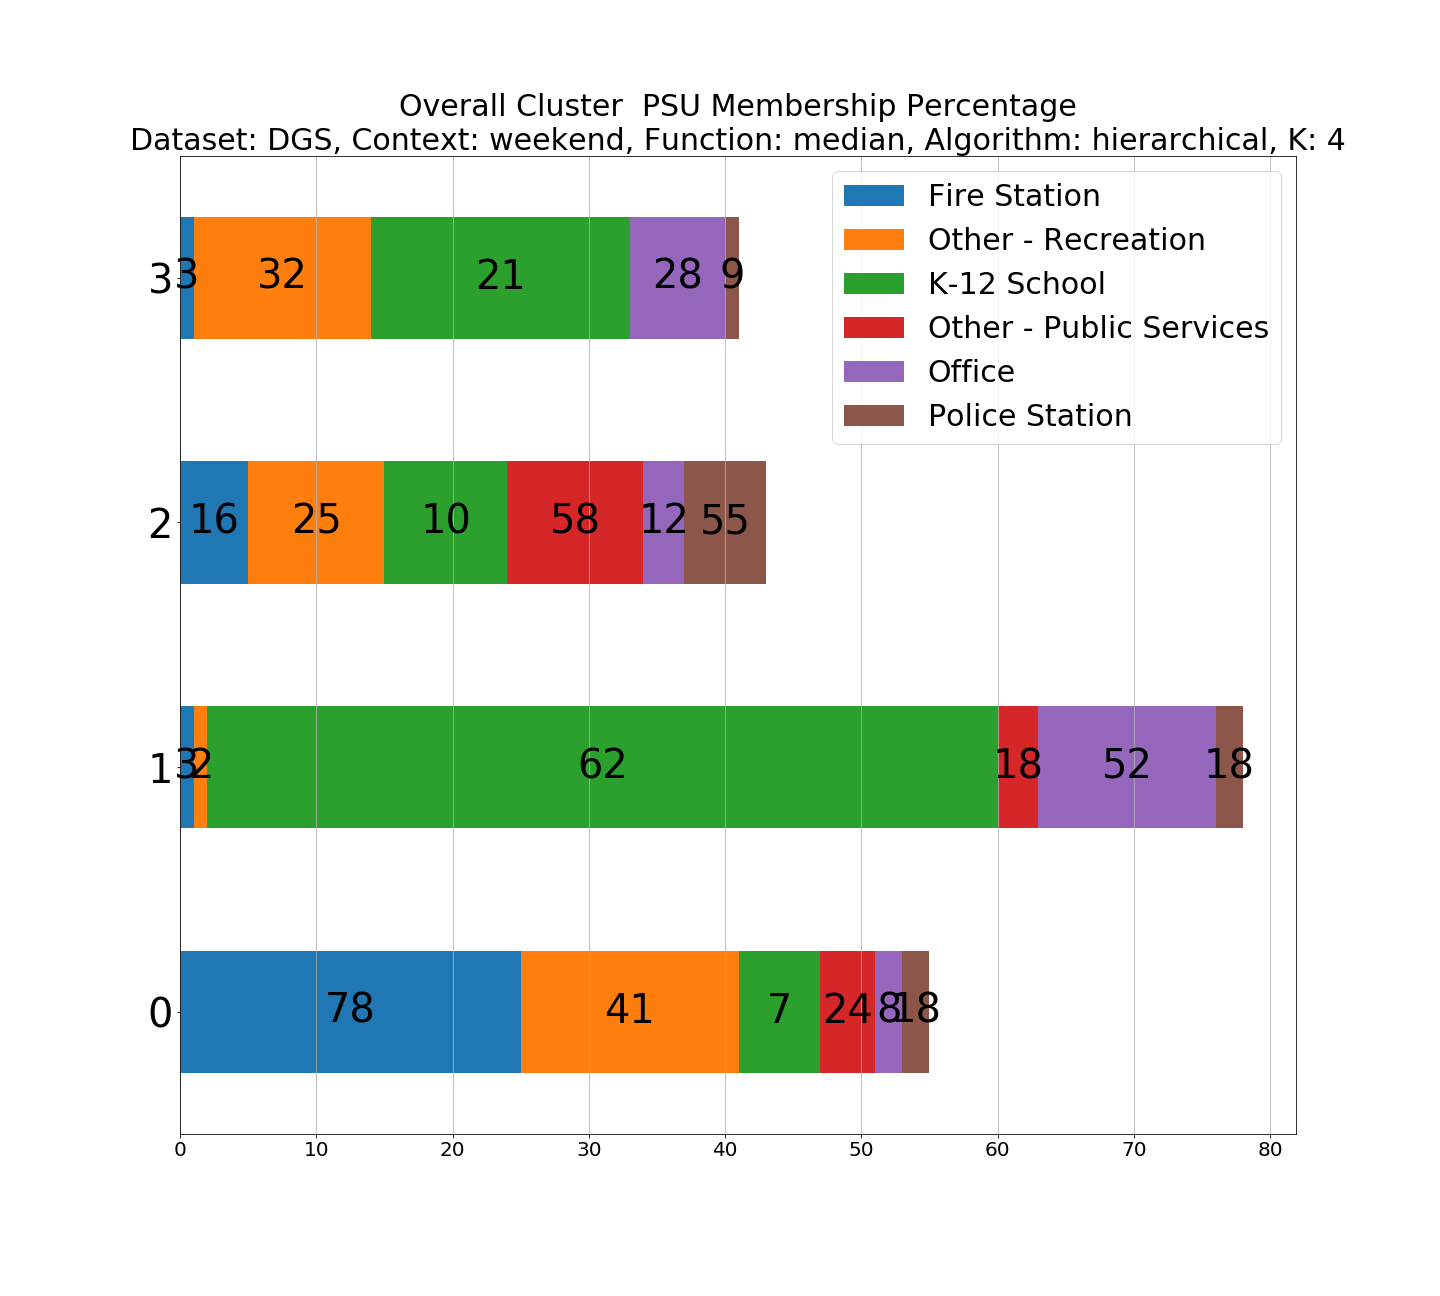 Overall Cluster  PSU Membership Percentage
Dataset: DGS, Context: weekend, Function: median, Algorithm: hierarchical, K: 4
Fire Station
Other - Recreation
K-12 School
Other - Public Services
Office
Police Station
3 3 32 21 28 9
2 16 25 10 58 12 55
1 3 2 62 18 52 18
0 78 41 7 24 8 18
0 10 20 30 40 50 60 70 80